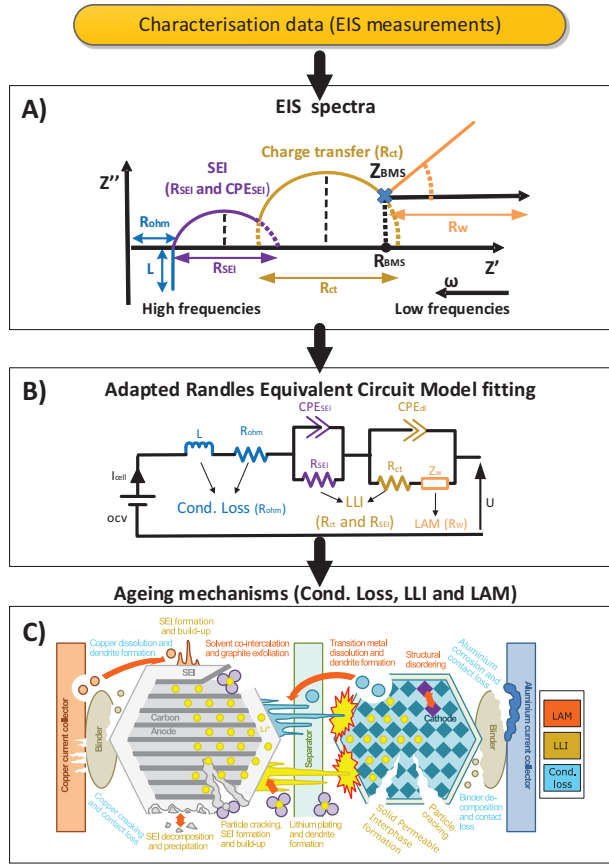 Characterisation data (EIS measurements)
A)
EIS spectra
Charge transfer (Rct)
SEI
(RSEI and CPESEI)
ZBMS
Z''
Rohm
RW
L
RSEI
RBMS
Z'
Rct
ω
High frequencies
Low frequencies
B)
Adapted Randles Equivalent Circuit Model fitting
CPESEI
CPEdl
L
Rohm
RSEI
Rct
Zw
Icell
OCV
Cond. Loss (Rohm)
LLI
(Rct and RSEI)
LAM (RW)
U
Ageing mechanisms (Cond. Loss, LLI and LAM)
C)
SEI formation
and build-up
Copper dissolution and
dendrite formation
Solvent co-intercalation
and graphite exfoliation
Transition metal
dissolution and
dendrite formation
Structural
disordering
Aluminium
corrosion and
contact loss
SEI
Copper current collector
Binder
Carbon
Anode
Li+
Separator
Cathode
Binder
Aluminium current collector
LAM
LLI
Cond.
loss
Copper cracking
and contact loss
SEI decomposition
and precipitation
Particle cracking,
SEI formation
and build-up
Lithium plating and
dendrite formation
Solid Permeable
Interphase
formation
Particle
cracking
Binder de-
composition
and contact
loss